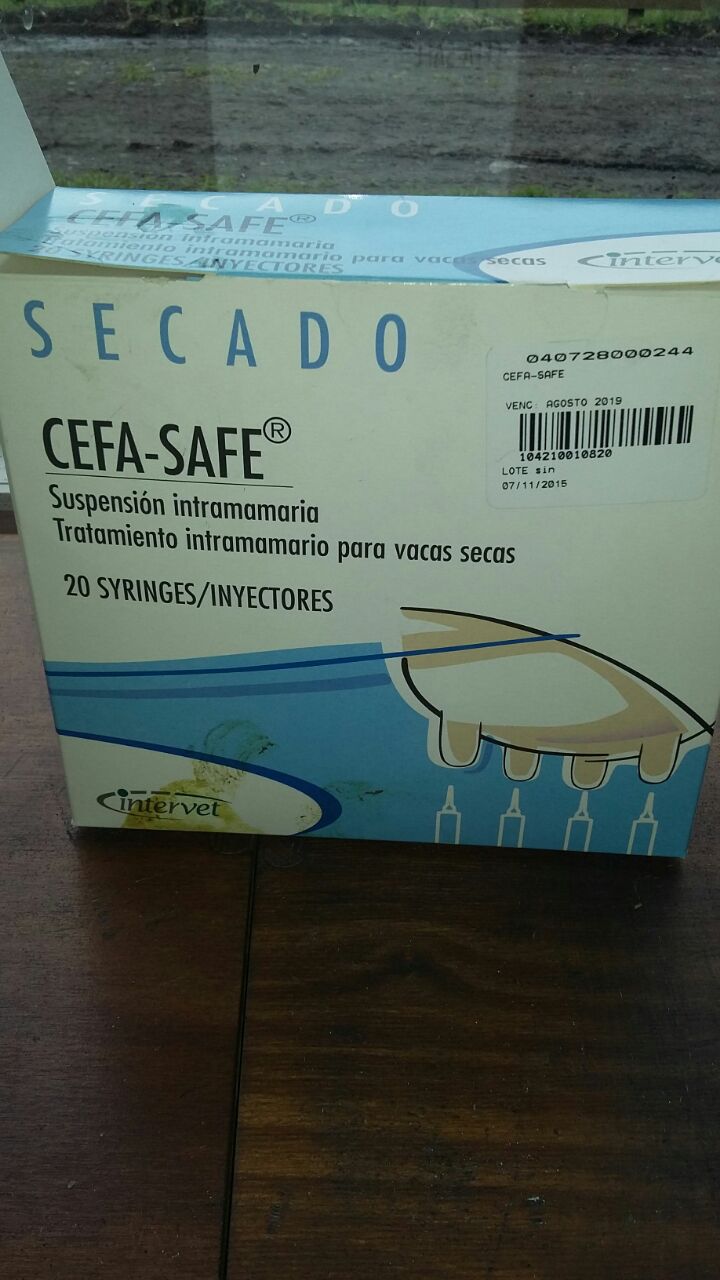 SECADO
CEFA-SAFE®
Suspensión intramamaria
Tratamiento intramamario para vacas secas
SYRINGES/INYECTORES
intervet
SECADO
040728000244
CEFA-SAFE
VENC: AGOSTO 2019
104210010820
LOTE sin
07/11/2015
CEFA-SAFE®
Suspensión intramamaria
Tratamiento intramamario para vacas secas
20 SYRINGES/INYECTORES
intervet